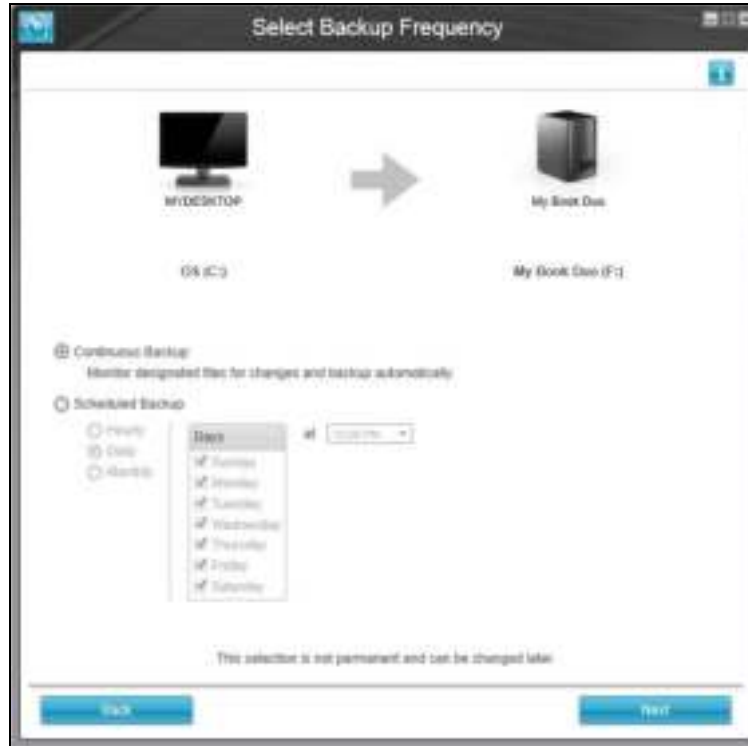 Select Backup Frequency
MYDESKTOP
My Book Duo
OS (C:)
My Book Duo (F:)
Continuous Backup
Monitor designated files for changes and backup automatically
Scheduled Backup
Hourly
Daily
Monthly
Days
at
Sunday
Monday
Tuesday
Wednesday
Thursday
Friday
Saturday
This selection is not permanent and can be changed later
Back
Next